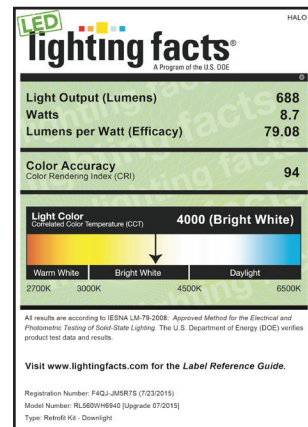 HALO
LED
lighting facts®
A Program of the U.S. DOE
Light Output (Lumens) 688
Watts 8.7
Lumens per Watt (Efficacy) 79.08
Color Accuracy
Color Rendering Index (CRI) 94
Light Color
Correlated Color Temperature (CCT) 4000 (Bright White)
Warm White Bright White Daylight
2700K 3000K 4500K 6500K
All results are according to IESNA LM-79-2008: Approved Method for the Electrical and
Photometric Testing of Solid-State Lighting. The U.S. Department of Energy (DOE) verifies
product test data and results.
Visit www.lightingfacts.com for the Label Reference Guide.
Registration Number: F4QJ-JM5R7S (7/23/2015)
Model Number: RL560WH6940 [Upgrade 07/2015]
Type: Retrofit Kit - Downlight